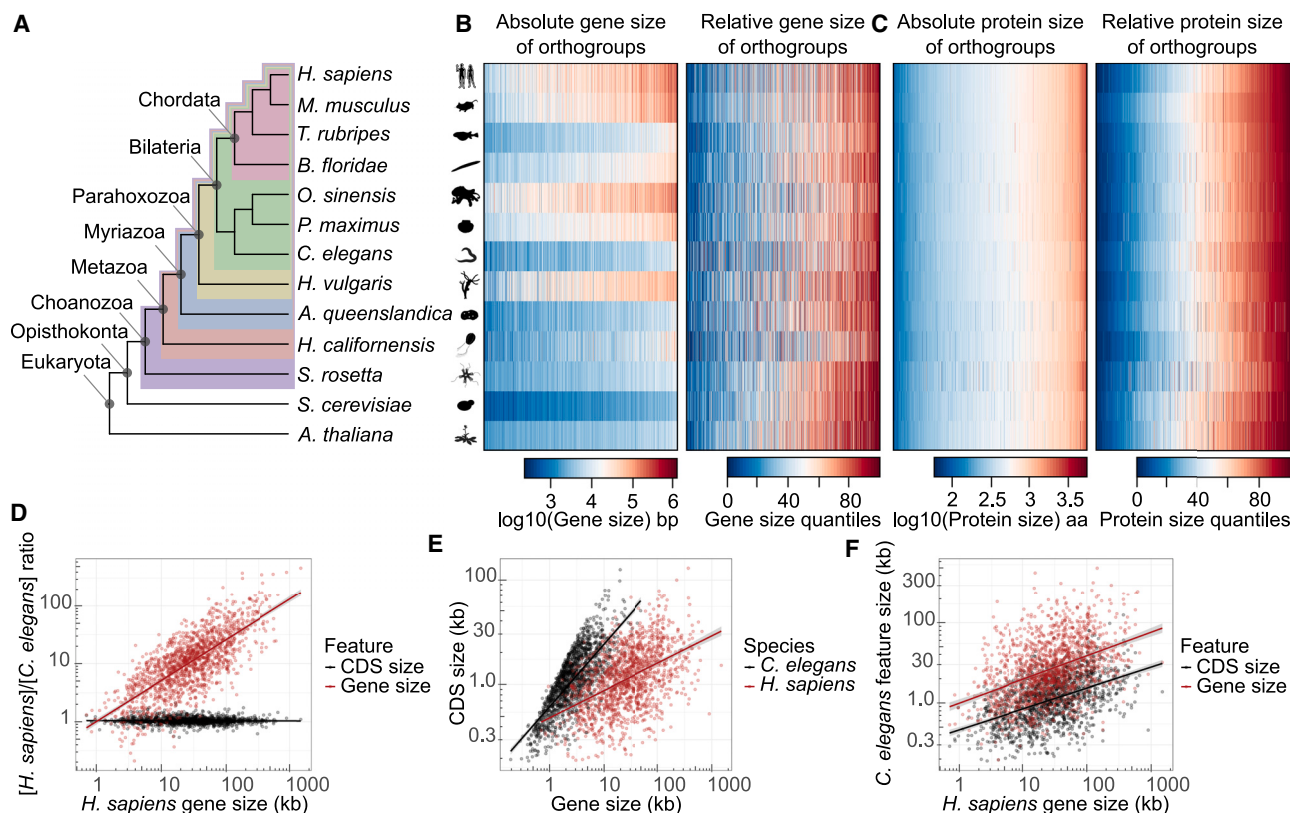 A
Chordata
Bilateria
Parahoxozoa
Myriazoa
Metazoa
Choanozoa
Opisthokonta
Eukaryota
H. sapiens
M. musculus
T. rubripes
B. floridae
O. sinensis
P. maximus
C. elegans
H. vulgaris
A. queenslandica
H. californensis
S. rosetta
S. cerevisiae
A. thaliana
B
Absolute gene size
of orthogroups
3 4 5 6
log10(Gene size) bp
Relative gene size
of orthogroups
0 40 80
Gene size quantiles
C
Absolute protein size
of orthogroups
2 2.5 3 3.5
log10(Protein size) aa
Relative protein size
of orthogroups
0 40 80
Protein size quantiles
D
[H. sapiens]/[C. elegans] ratio
100
10
1
1 10 100 1000
H. sapiens gene size (kb)
Feature
CDS size
Gene size
E
CDS size (kb)
100
30
1.0
0.3
1 10 100 1000
Gene size (kb)
Species
C. elegans
H. sapiens
F
C. elegans feature size (kb)
300
100
30
10
1.0
0.3
1 10 100 1000
H. sapiens gene size (kb)
Feature
CDS size
Gene size